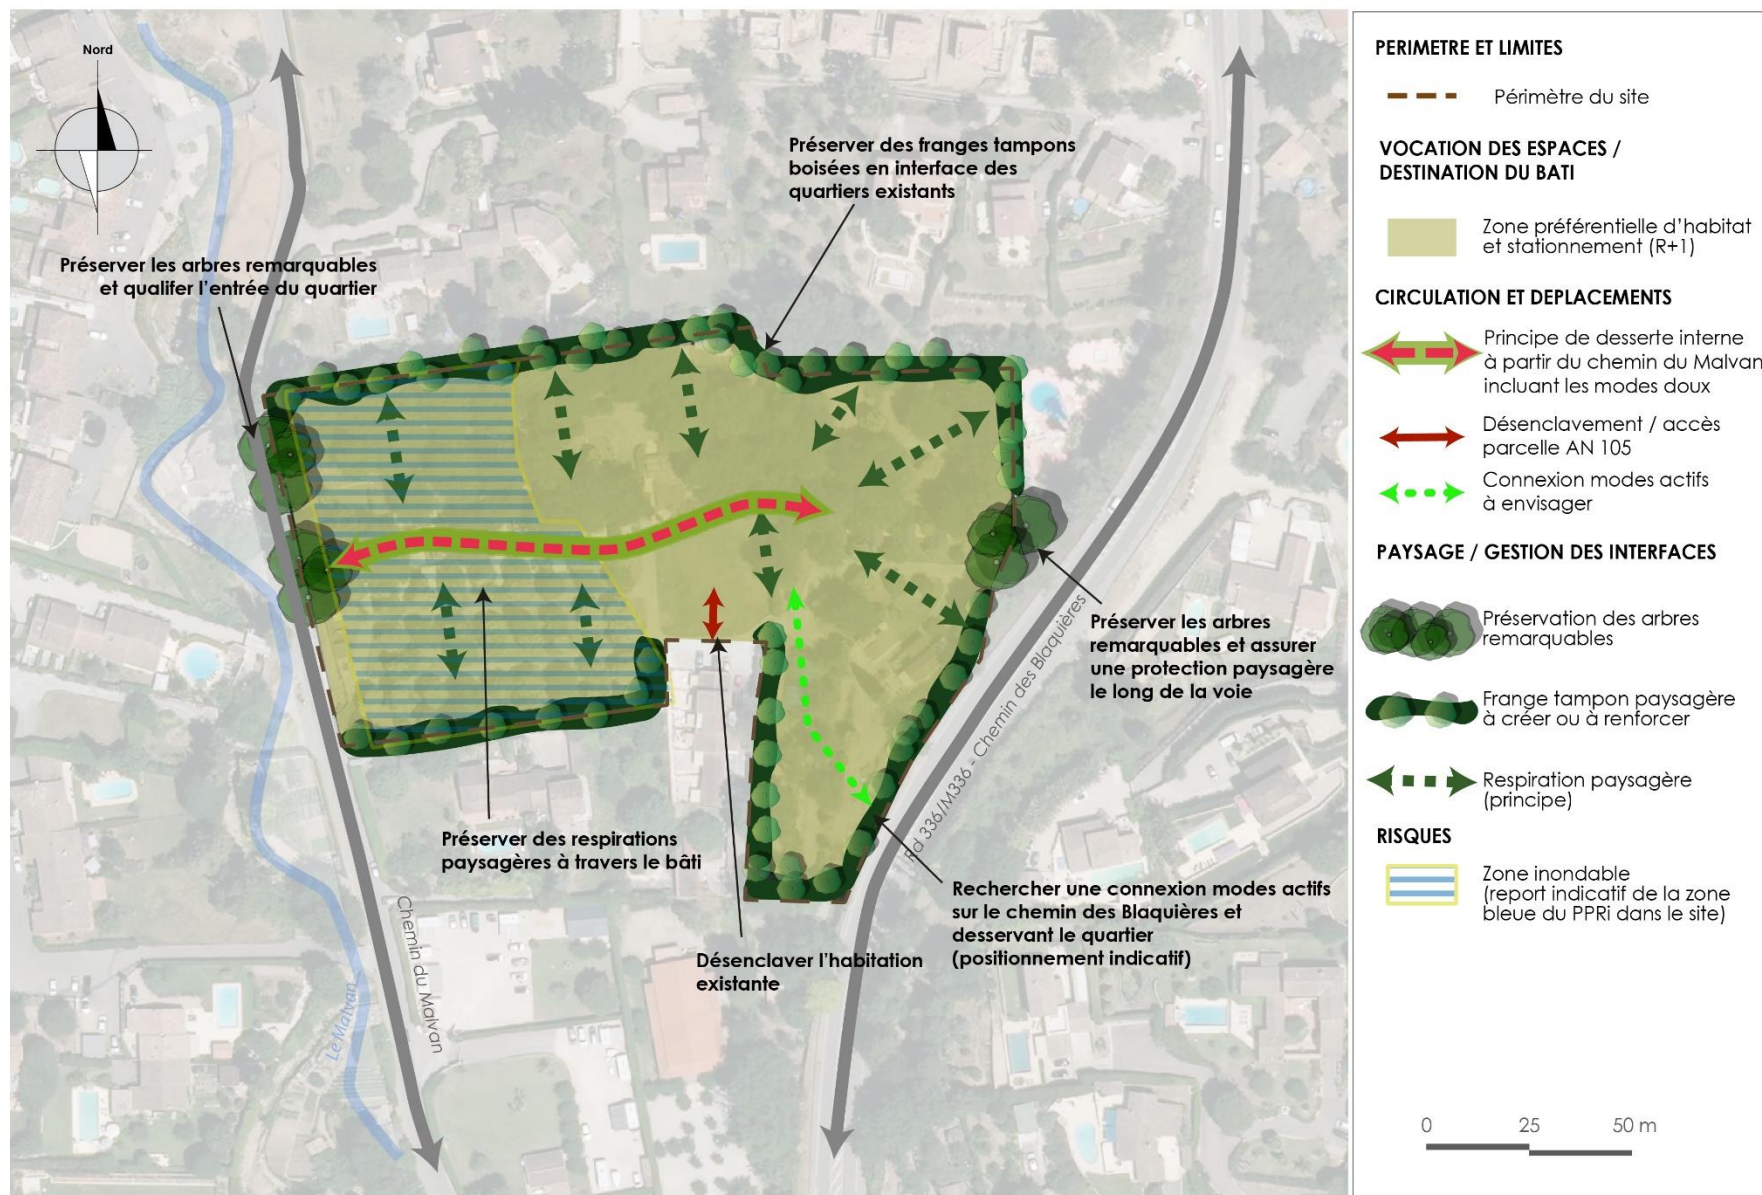 Nord
Préserver des franges tampons
boisées en interface des
quartiers existants
Préserver les arbres remarquables
et qualifer l'entrée du quartier
Préserver les arbres
remarquables et assurer
une protection paysagère
le long de la voie
Rd 336/M336 - Chemin des Blaquières
Préserver des respirations
paysagères à travers le bâti
Rechercher une connexion modes actifs
sur le chemin des Blaquières et
desservant le quartier
(positionnement indicatif)
Désenclaver l'habitation
existante
Chemin du Malvan
Le Malvan
PERIMETRE ET LIMITES
Périmètre du site
VOCATION DES ESPACES /
DESTINATION DU BATI
Zone préférentielle d'habitat
et stationnement (R+1)
CIRCULATION ET DEPLACEMENTS
Principe de desserte interne
à partir du chemin du Malvan
incluant les modes doux
Désenclavement / accès
parcelle AN 105
Connexion modes actifs
à envisager
PAYSAGE / GESTION DES INTERFACES
Préservation des arbres
remarquables
Frange tampon paysagère
à créer ou à renforcer
Respiration paysagère
(principe)
RISQUES
Zone inondable
(report indicatif de la zone
bleue du PPRi dans le site)
0 25 50 m